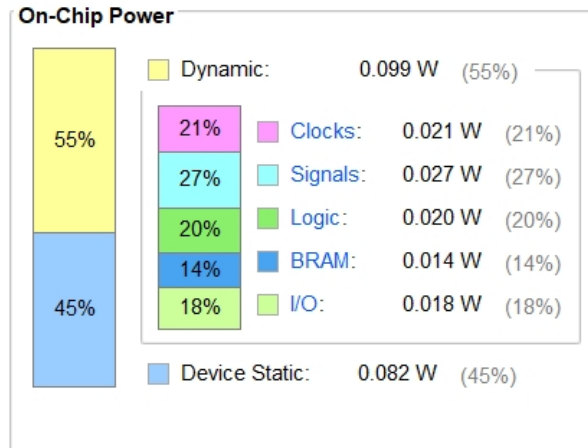 On-Chip Power
55%
45%
Dynamic: 0.099 W (55%)
21% Clocks: 0.021 W (21%)
27% Signals: 0.027 W (27%)
20% Logic: 0.020 W (20%)
14% BRAM: 0.014 W (14%)
18% I/O: 0.018 W (18%)
Device Static: 0.082 W (45%)